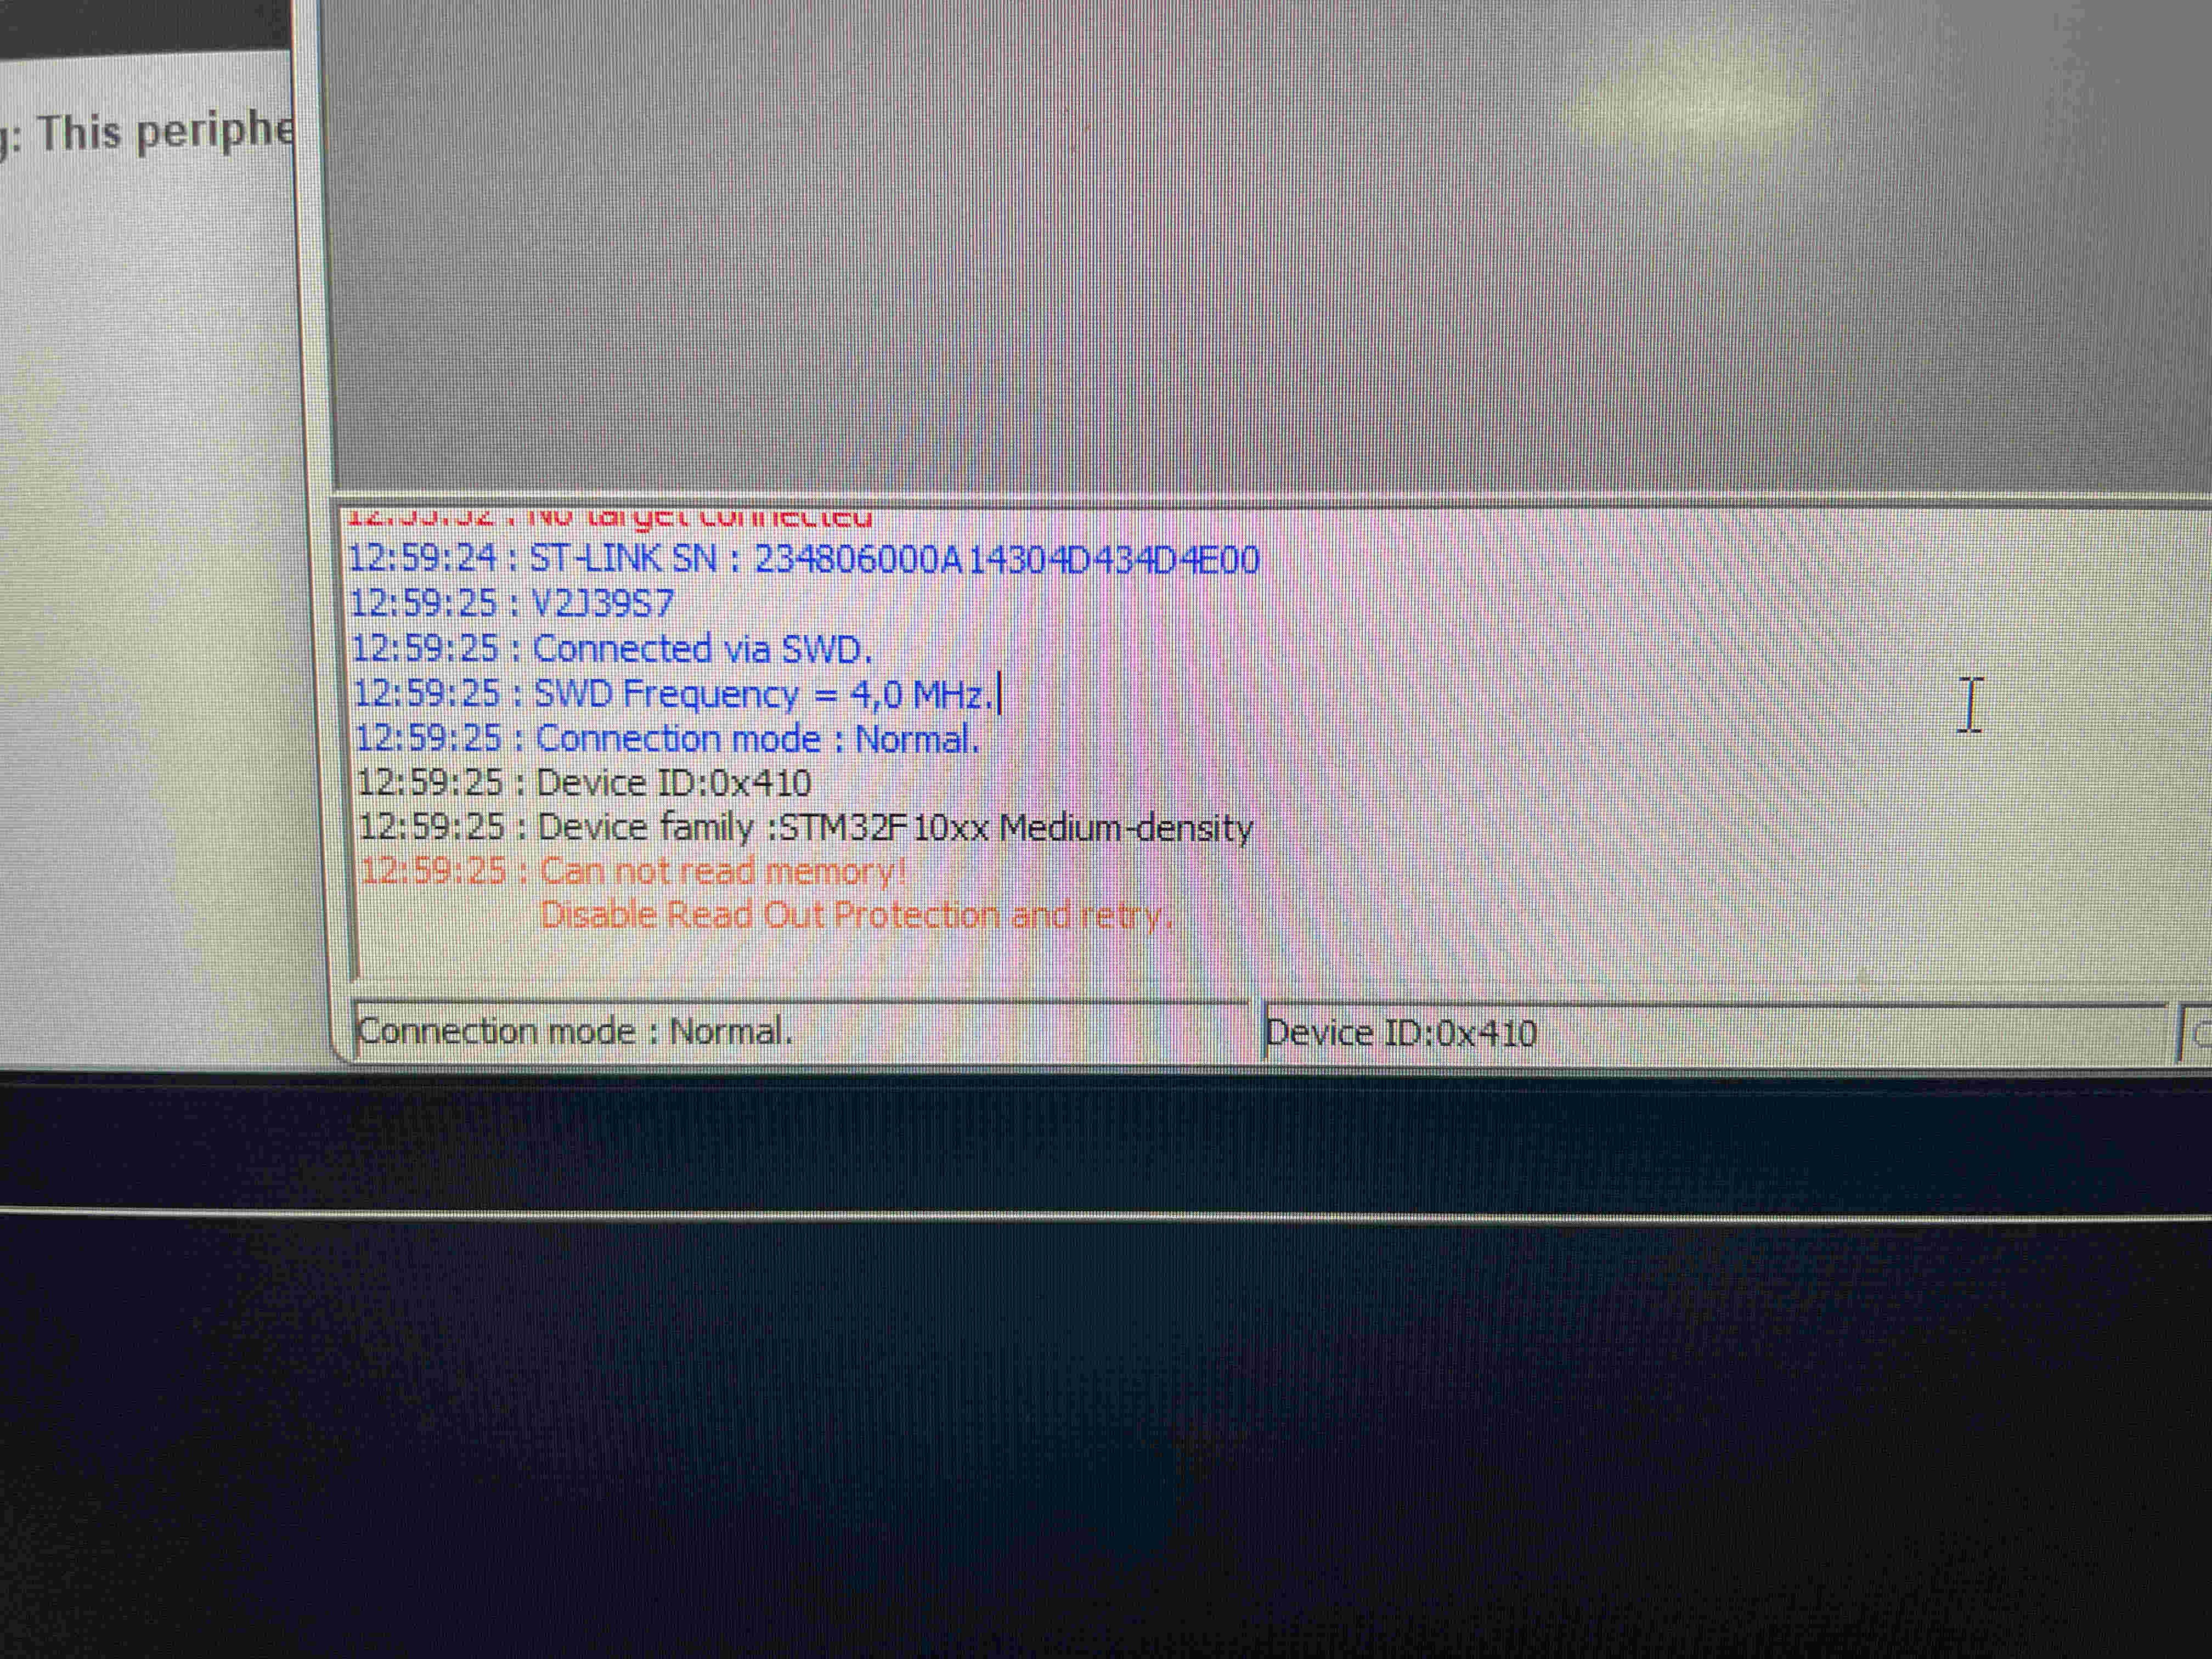 : This periphe
No target connected
12:59:24 : ST-LINK SN : 234806000A14304D434D4E00
12:59:25 : V2J39S7
12:59:25 : Connected via SWD.
12:59:25 : SWD Frequency = 4,0 MHz.
12:59:25 : Connection mode : Normal.
12:59:25 : Device ID:0x410
12:59:25 : Device family :STM32F10xx Medium-density
12:59:25 : Can not read memory!
Disable Read Out Protection and retry.
Connection mode : Normal.
Device ID:0x410